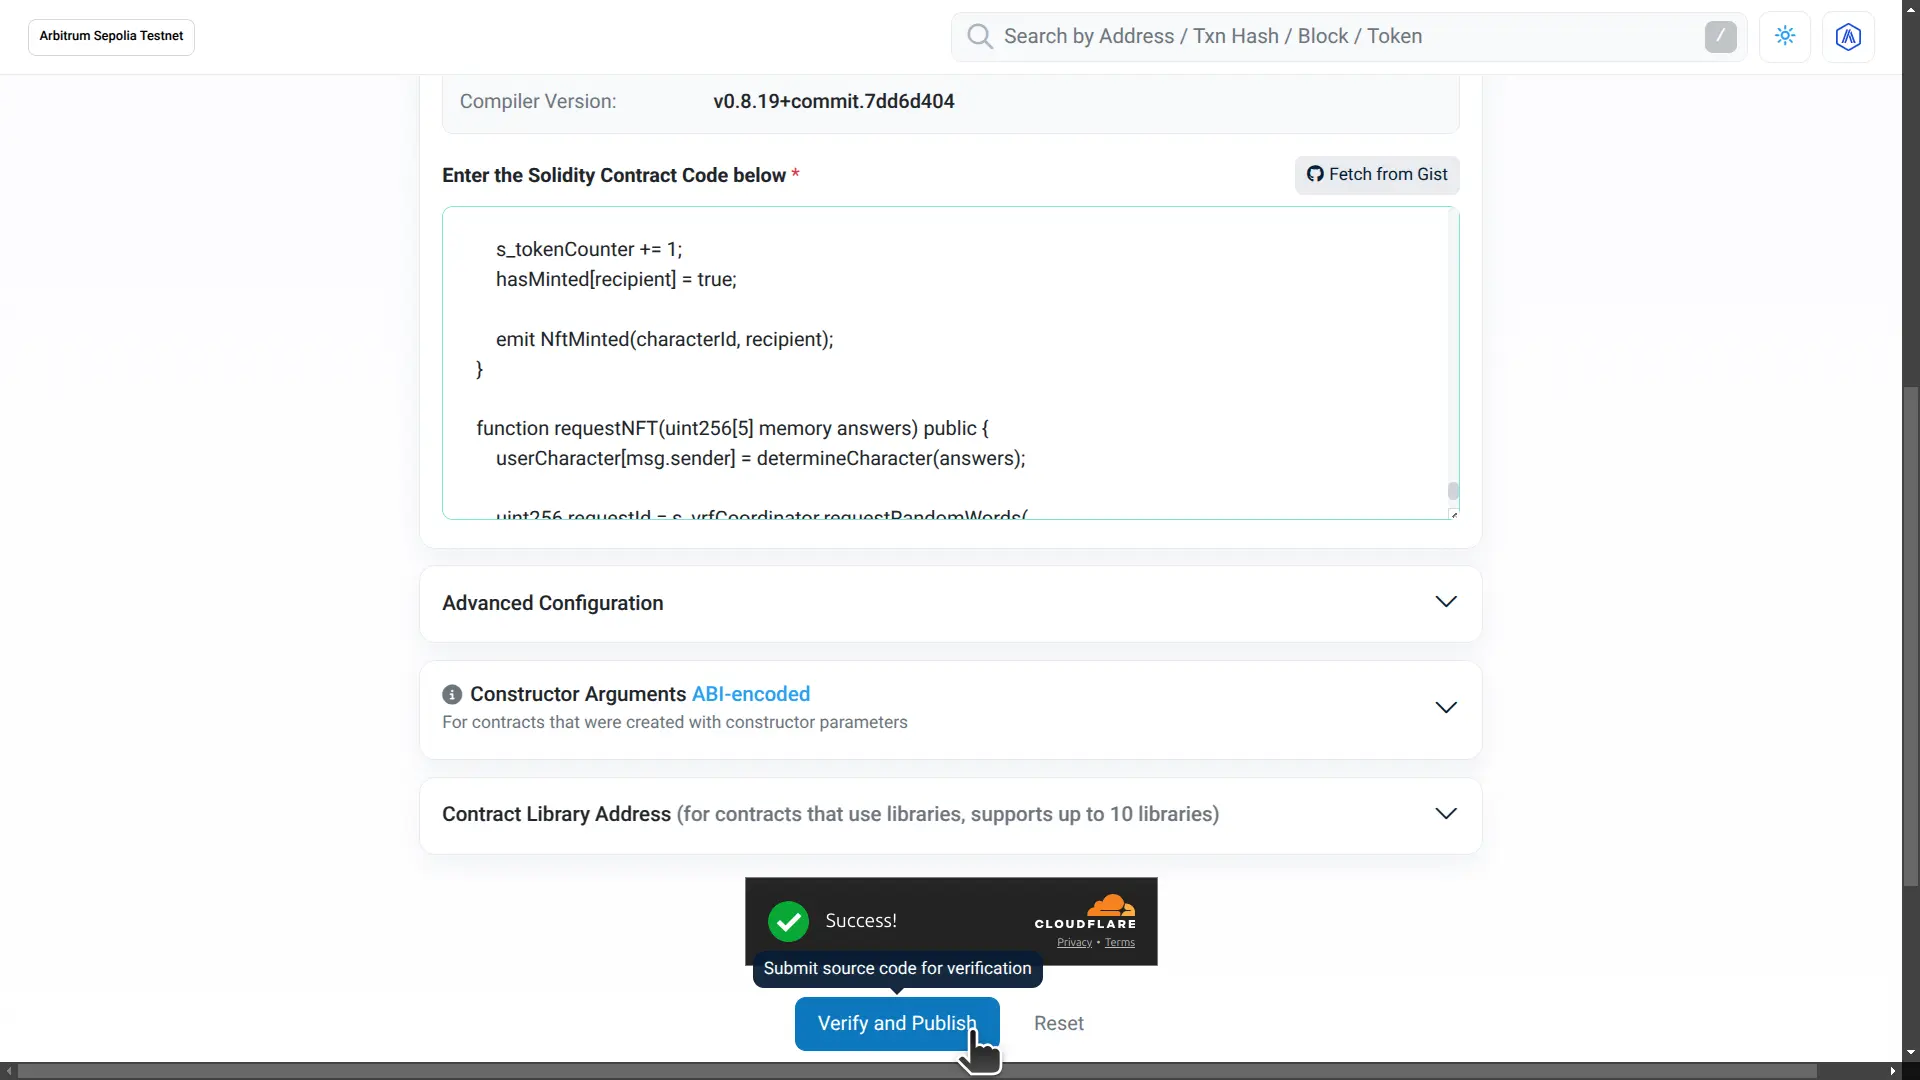 Arbitrum Sepolia Testnet
Search by Address / Txn Hash / Block / Token
/
Compiler Version:
v0.8.19+commit.7dd6d404
Enter the Solidity Contract Code below *
Fetch from Gist
s_tokenCounter += 1;
hasMinted[recipient] = true;
emit NftMinted(characterId, recipient);
}
function requestNFT(uint256[5] memory answers) public {
userCharacter[msg.sender] = determineCharacter(answers);
uint256 requestId = s_vrfCoordinator.requestRandomWords(
Advanced Configuration
Constructor Arguments ABI-encoded
For contracts that were created with constructor parameters
Contract Library Address (for contracts that use libraries, supports up to 10 libraries)
Success!
CLOUDFLARE
Privacy • Terms
Submit source code for verification
Verify and Publish
Reset